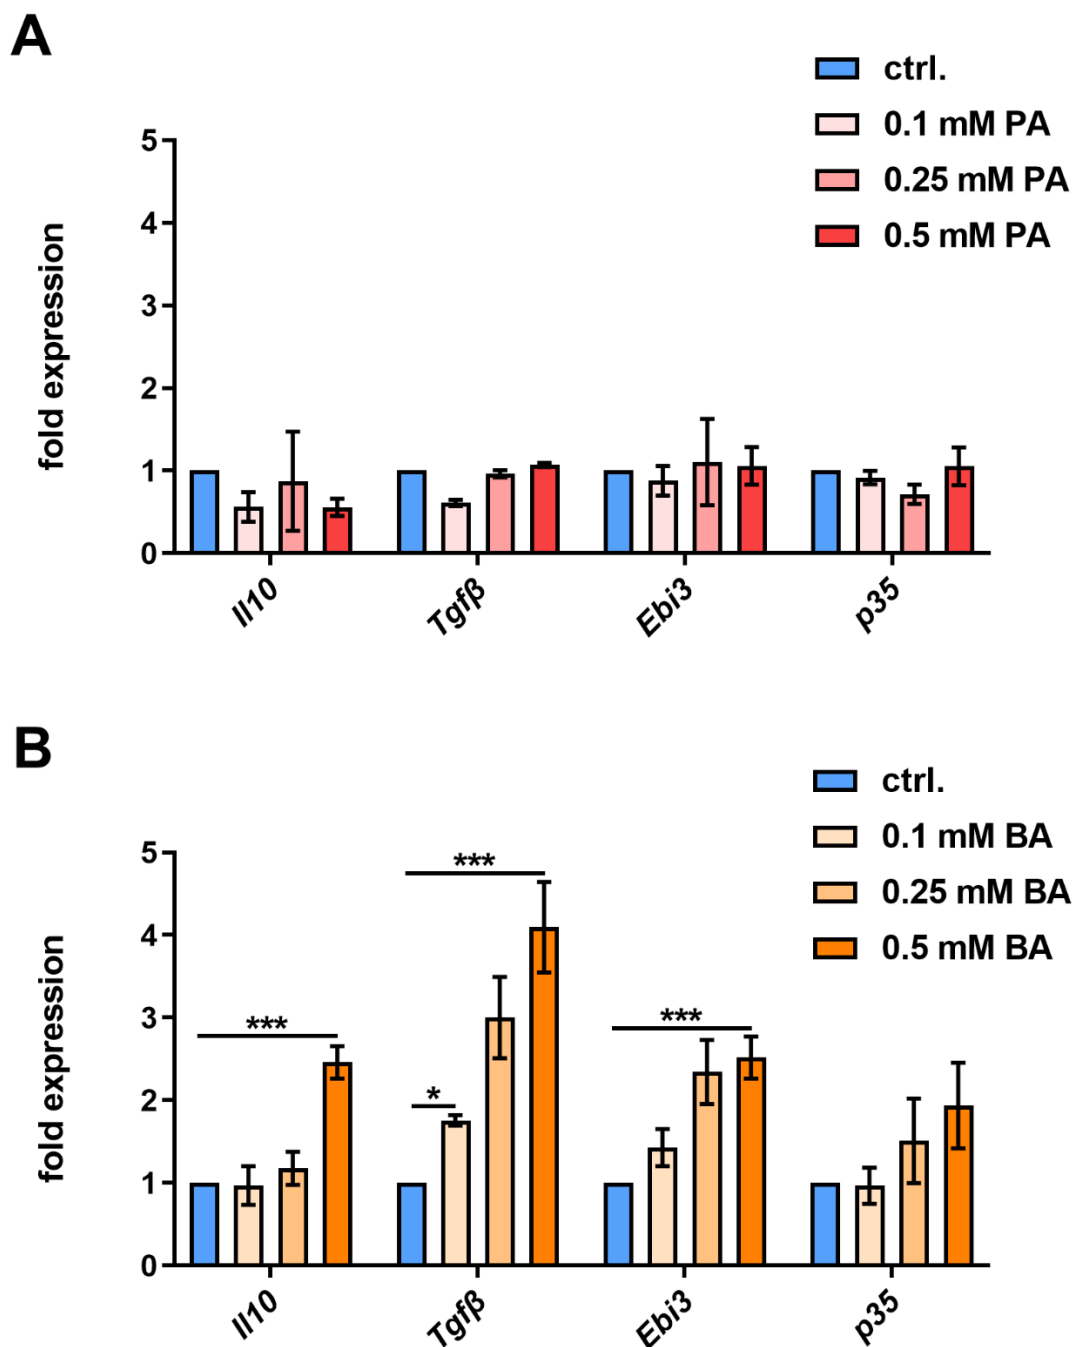 A
ctrl.
0.1 mM PA
0.25 mM PA
0.5 mM PA
fold expression
5
4
3
2
1
0
Il10
Tgfβ
Ebi3
p35
B
ctrl.
0.1 mM BA
0.25 mM BA
0.5 mM BA
fold expression
5
4
3
2
1
0
***
*
***
***
Il10
Tgfβ
Ebi3
p35